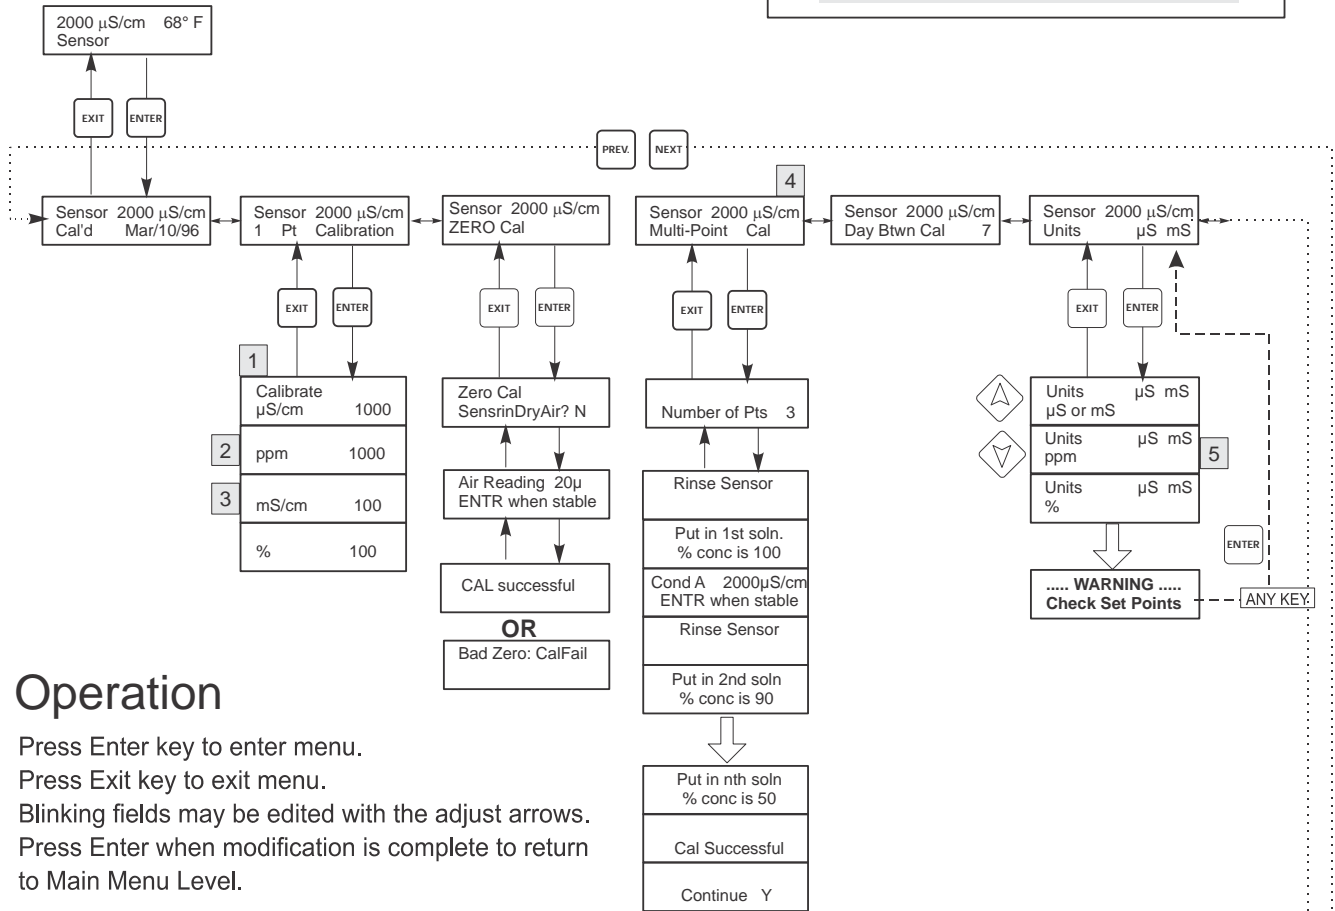 2000 µS/cm 68° F
Sensor
EXIT
ENTER
PREV.
NEXT
Sensor 2000 µS/cm
Cal'd Mar/10/96
Sensor 2000 µS/cm
1 Pt Calibration
Sensor 2000 µS/cm
ZERO Cal
4
Sensor 2000 µS/cm
Multi-Point Cal
Sensor 2000 µS/cm
Day Btwn Cal 7
Sensor 2000 µS/cm
Units µS mS
EXIT
ENTER
EXIT
ENTER
EXIT
ENTER
EXIT
ENTER
1
Calibrate
µS/cm 1000
2
ppm 1000
3
mS/cm 100
% 100
Zero Cal
SensrinDryAir? N
Air Reading 20µ
ENTR when stable
CAL successful
OR
Bad Zero: CalFail
Number of Pts 3
Rinse Sensor
Put in 1st soln.
% conc is 100
Cond A 2000µS/cm
ENTR when stable
Rinse Sensor
Put in 2nd soln
% conc is 90
Put in nth soln
% conc is 50
Cal Successful
Continue Y
Units µS mS
µS or mS
Units µS mS
ppm
5
Units µS mS
%
ENTER
..... WARNING .....
Check Set Points
ANY KEY
Operation
Press Enter key to enter menu.
Press Exit key to exit menu.
Blinking fields may be edited with the adjust arrows.
Press Enter when modification is complete to return
to Main Menu Level.